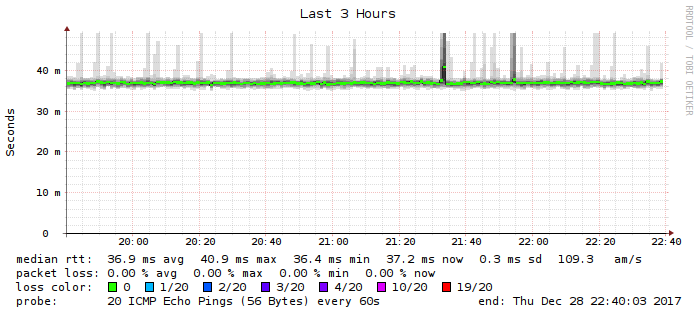 Last 3 Hours
RRDTOOL / TOBI OETIKER
Seconds
40 m
30 m
20 m
10 m
0
20:00 20:20 20:40 21:00 21:20 21:40 22:00 22:20 22:40
median rtt: 36.9 ms avg 40.9 ms max 36.4 ms min 37.2 ms now 0.3 ms sd 109.3 am/s
packet loss: 0.00 % avg 0.00 % max 0.00 % min 0.00 % now
loss color: 0 1/20 2/20 3/20 4/20 10/20 19/20
probe: 20 ICMP Echo Pings (56 Bytes) every 60s end: Thu Dec 28 22:40:03 2017